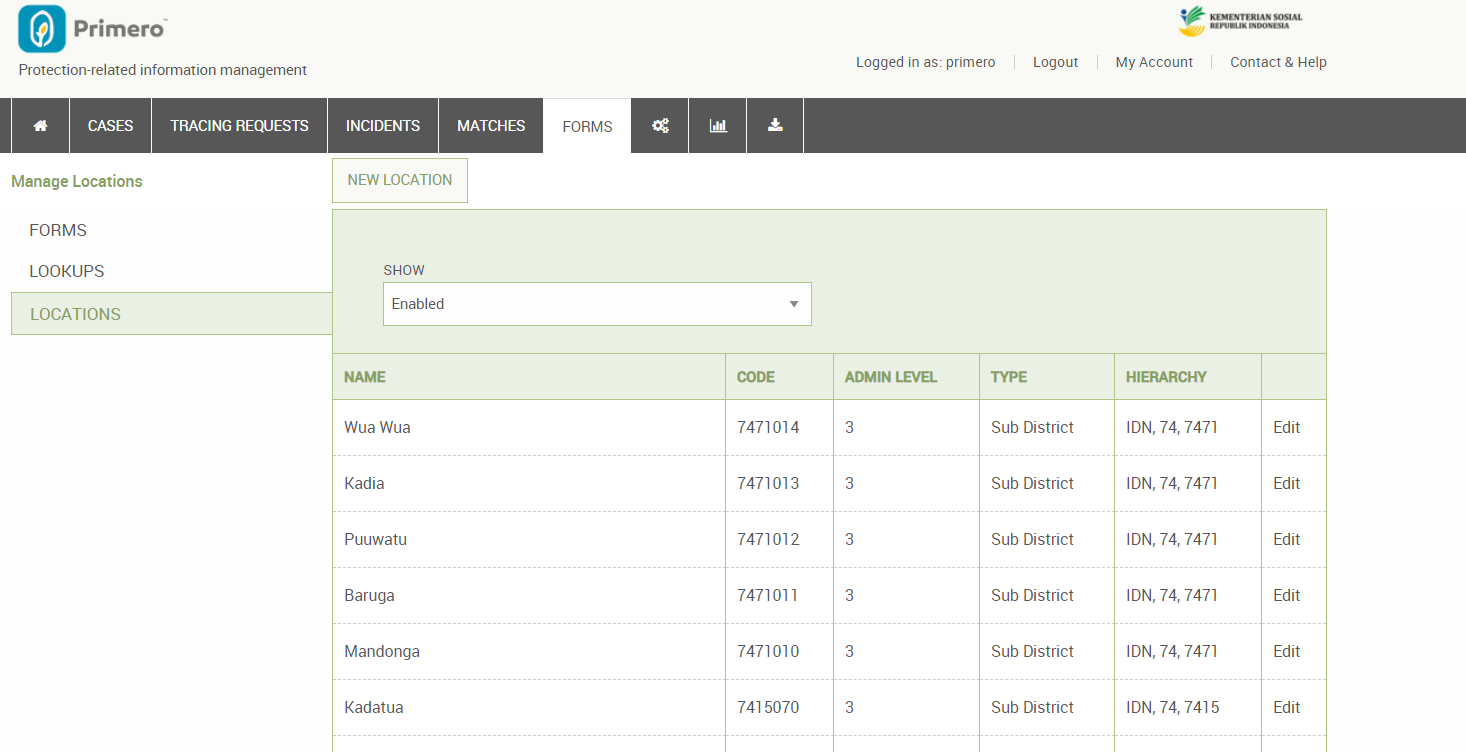 Primero™
KEMENTERIAN SOSIAL
REPUBLIK INDONESIA
Protection-related information management
Logged in as: primero Logout My Account Contact & Help
CASES TRACING REQUESTS INCIDENTS MATCHES FORMS
Manage Locations
NEW LOCATION
FORMS
LOOKUPS
LOCATIONS
SHOW
Enabled
NAME CODE ADMIN LEVEL TYPE HIERARCHY
Wua Wua 7471014 3 Sub District IDN, 74, 7471 Edit
Kadia 7471013 3 Sub District IDN, 74, 7471 Edit
Puuwatu 7471012 3 Sub District IDN, 74, 7471 Edit
Baruga 7471011 3 Sub District IDN, 74, 7471 Edit
Mandonga 7471010 3 Sub District IDN, 74, 7471 Edit
Kadatua 7415070 3 Sub District IDN, 74, 7415 Edit